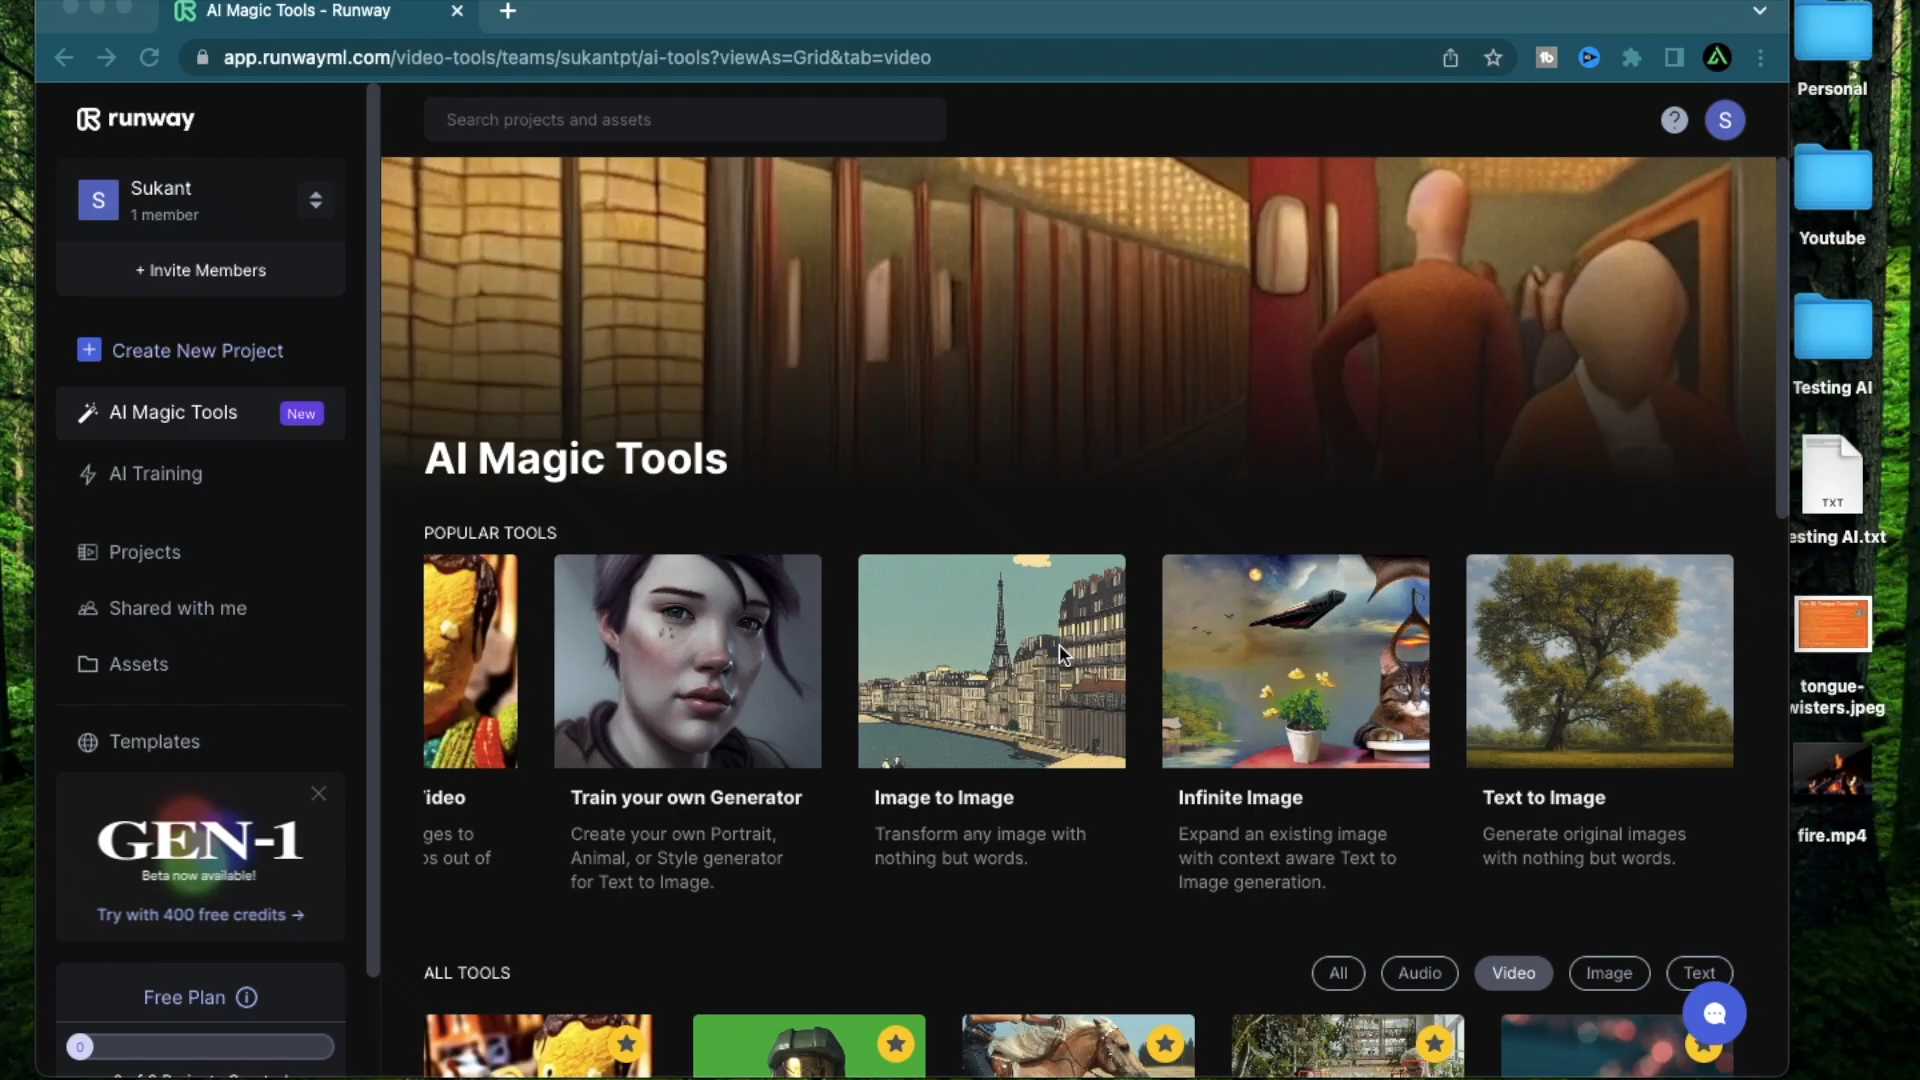 AI Magic Tools - Runway
app.runwayml.com/video-tools/teams/sukantpt/ai-tools?viewAs=Grid&tab=video
runway
Search projects and assets
?
S
S
Sukant
1 member
+ Invite Members
Create New Project
AI Magic Tools
New
AI Training
Projects
Shared with me
Assets
Templates
GEN-1
Beta now available!
Try with 400 free credits →
Free Plan
0
AI Magic Tools
POPULAR TOOLS
Train your own Generator
Create your own Portrait,
Animal, or Style generator
for Text to Image.
Image to Image
Transform any image with
nothing but words.
Infinite Image
Expand an existing image
with context aware Text to
Image generation.
Text to Image
Generate original images
with nothing but words.
ideo
ges to
s out of
ALL TOOLS
All
Audio
Video
Image
Text
Personal
Youtube
Testing AI
TXT
esting AI.txt
tongue-
wisters.jpeg
fire.mp4